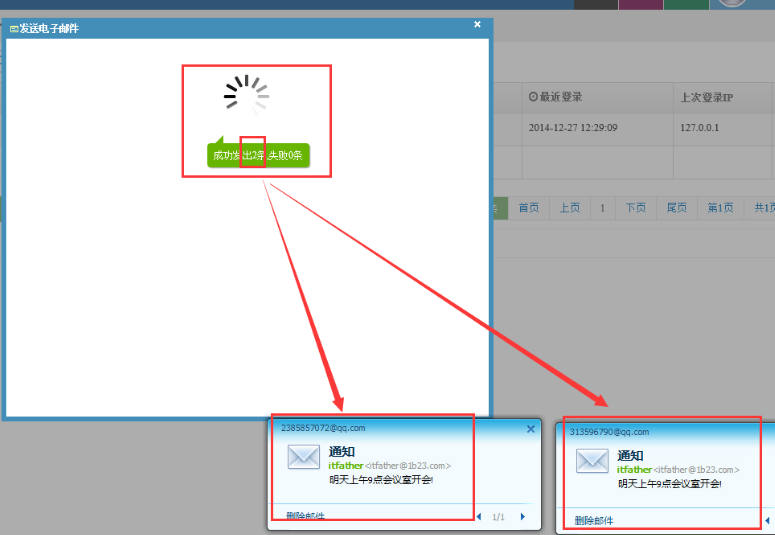 发送电子邮件
最近登录
上次登录IP
2014-12-27 12:29:09
127.0.0.1
成功发出2条,失败0条
首页
上页
1
下页
尾页
第1页
共1页
2385857072@qq.com
通知
itfather<itfather@1b23.com>
明天上午9点会议室开会!
删除邮件
1/1
313596790@qq.com
通知
itfather<itfather@1b23.com>
明天上午9点会议室开会!
删除邮件